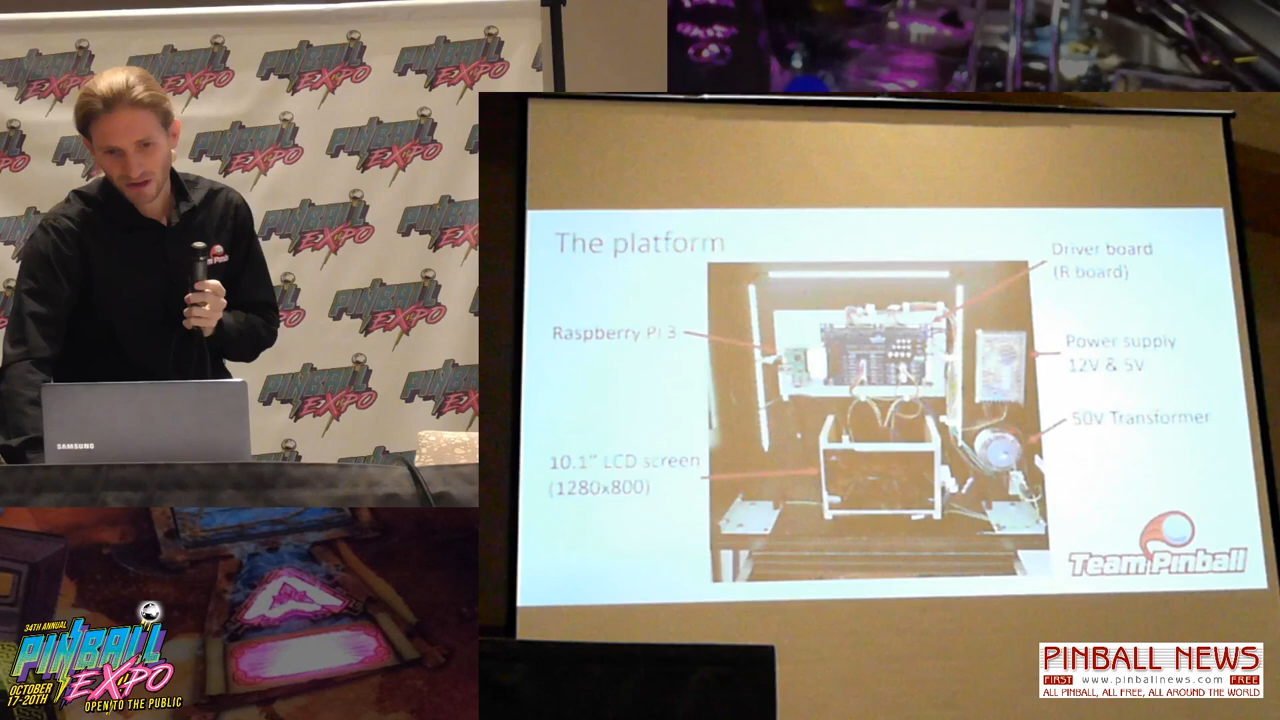 PINBALL
EXPO
SAMSUNG
The platform
Driver board
(R board)
Raspberry Pi 3
Power supply
12V & 5V
50V Transformer
10.1" LCD screen
(1280x800)
Team Pinball
34TH ANNUAL
PINBALL
EXPO
OCTOBER
17-20TH
OPEN TO THE PUBLIC
PINBALL NEWS
FIRST www.pinballnews.com FREE
ALL PINBALL, ALL FREE, ALL AROUND THE WORLD